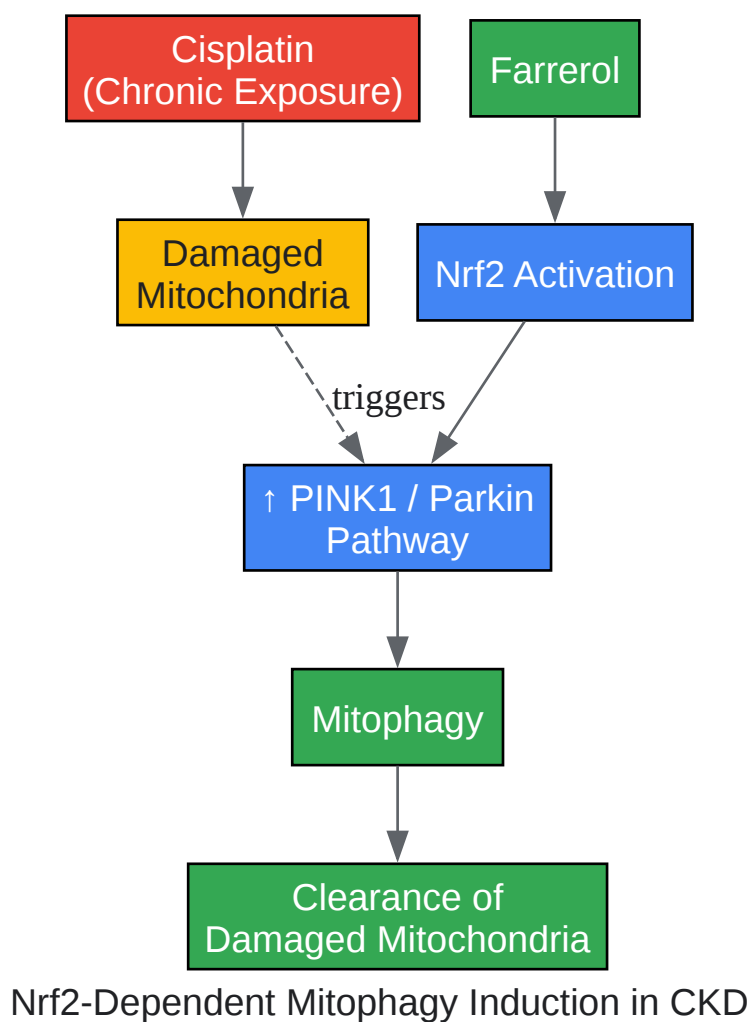 Cisplatin
(Chronic Exposure)
Farrerol
Damaged
Mitochondria
Nrf2 Activation
triggers
↑ PINK1 / Parkin
Pathway
Mitophagy
Clearance of
Damaged Mitochondria
Nrf2-Dependent Mitophagy Induction in CKD